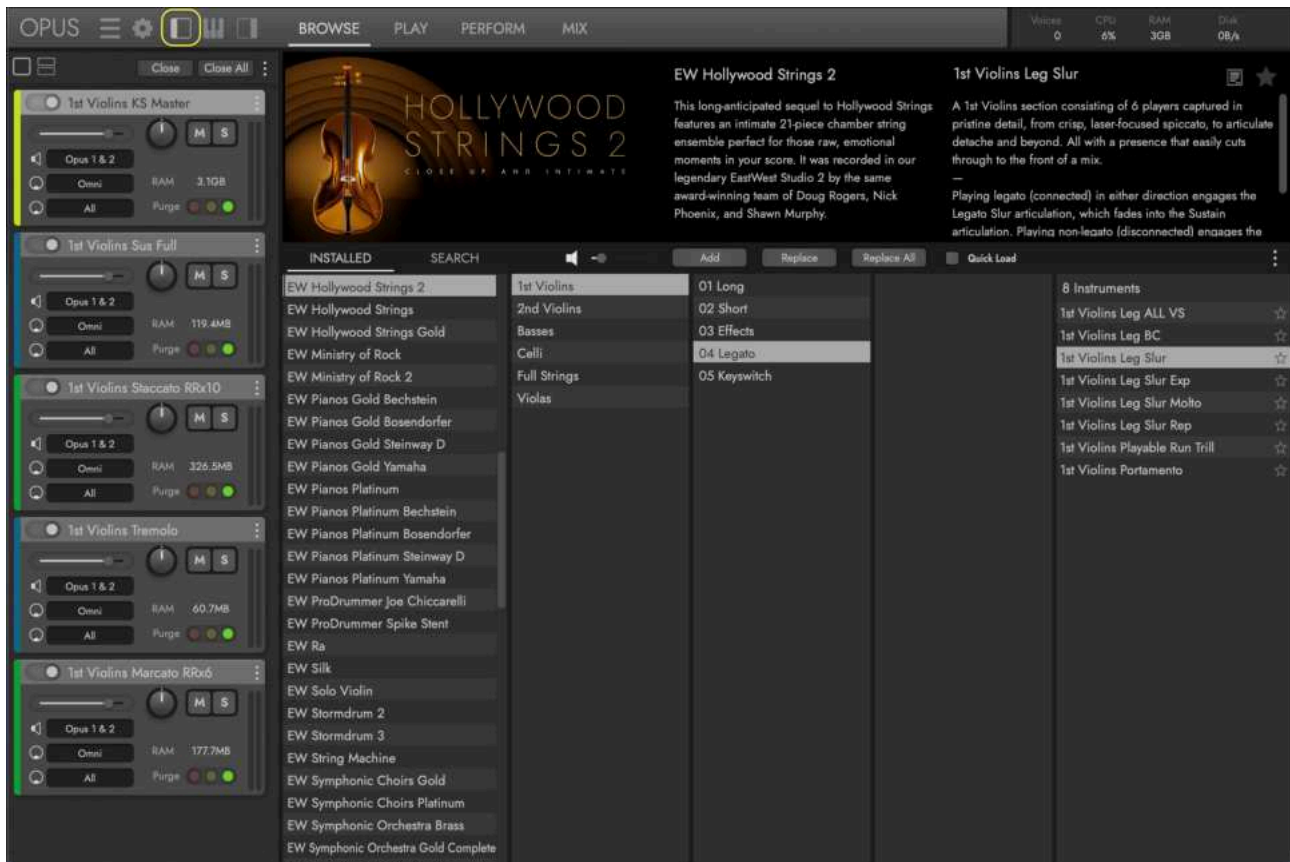 OPUS
BROWSE PLAY PERFORM MIX
Voices CPU RAM Disk
0 6% 3GB 0B/s
Close Close All
1st Violins KS Master
M S
Opus 1 & 2
Omni RAM 3.1GB
All Purge
1st Violins Sus Full
M S
Opus 1 & 2
Omni RAM 119.4MB
All Purge
1st Violins Staccato RRx10
M S
Opus 1 & 2
Omni RAM 326.5MB
All Purge
1st Violins Tremolo
M S
Opus 1 & 2
Omni RAM 60.7MB
All Purge
1st Violins Marcato RRx6
M S
Opus 1 & 2
Omni RAM 177.7MB
All Purge
HOLLYWOOD
STRINGS 2
CLOSE UP AND INTIMATE
EW Hollywood Strings 2
This long-anticipated sequel to Hollywood Strings
features an intimate 21-piece chamber string
ensemble perfect for those raw, emotional
moments in your score. It was recorded in our
legendary EastWest Studio 2 by the same
award-winning team of Doug Rogers, Nick
Phoenix, and Shawn Murphy.
1st Violins Leg Slur
A 1st Violins section consisting of 6 players captured in
pristine detail, from crisp, laser-focused spiccato, to articulate
detache and beyond. All with a presence that easily cuts
through to the front of a mix.
—
Playing legato (connected) in either direction engages the
Legato Slur articulation, which fades into the Sustain
articulation. Playing non-legato (disconnected) engages the
INSTALLED SEARCH Add Replace Replace All Quick Load
EW Hollywood Strings 2
EW Hollywood Strings
EW Hollywood Strings Gold
EW Ministry of Rock
EW Ministry of Rock 2
EW Pianos Gold Bechstein
EW Pianos Gold Bosendorfer
EW Pianos Gold Steinway D
EW Pianos Gold Yamaha
EW Pianos Platinum
EW Pianos Platinum Bechstein
EW Pianos Platinum Bosendorfer
EW Pianos Platinum Steinway D
EW Pianos Platinum Yamaha
EW ProDrummer Joe Chiccarelli
EW ProDrummer Spike Stent
EW Ra
EW Silk
EW Solo Violin
EW Stormdrum 2
EW Stormdrum 3
EW String Machine
EW Symphonic Choirs Gold
EW Symphonic Choirs Platinum
EW Symphonic Orchestra Brass
EW Symphonic Orchestra Gold Complete
1st Violins
2nd Violins
Basses
Celli
Full Strings
Violas
01 Long
02 Short
03 Effects
04 Legato
05 Keyswitch
8 Instruments
1st Violins Leg ALL VS
1st Violins Leg BC
1st Violins Leg Slur
1st Violins Leg Slur Exp
1st Violins Leg Slur Molto
1st Violins Leg Slur Rep
1st Violins Playable Run Trill
1st Violins Portamento